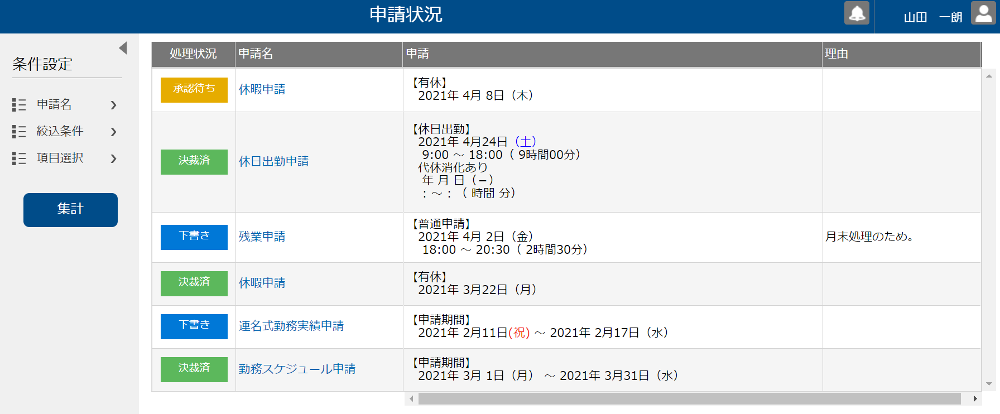 申請状況
山田　一朗
条件設定
申請名
絞込条件
項目選択
集計
処理状況 申請名 申請 理由
承認待ち 休暇申請
【有休】
2021年 4月 8日（木）
決裁済 休日出勤申請
【休日出勤】
2021年 4月24日（土）
9:00 ～ 18:00（ 9時間00分）
代休消化あり
年 月 日（－）
: ～ : （ 時間 分）
下書き 残業申請
【普通申請】
2021年 4月 2日（金）
18:00 ～ 20:30（ 2時間30分）
月末処理のため。
決裁済 休暇申請
【有休】
2021年 3月22日（月）
下書き 連名式勤務実績申請
【申請期間】
2021年 2月11日(祝) ～ 2021年 2月17日（水）
決裁済 勤務スケジュール申請
【申請期間】
2021年 3月 1日（月） ～ 2021年 3月31日（水）